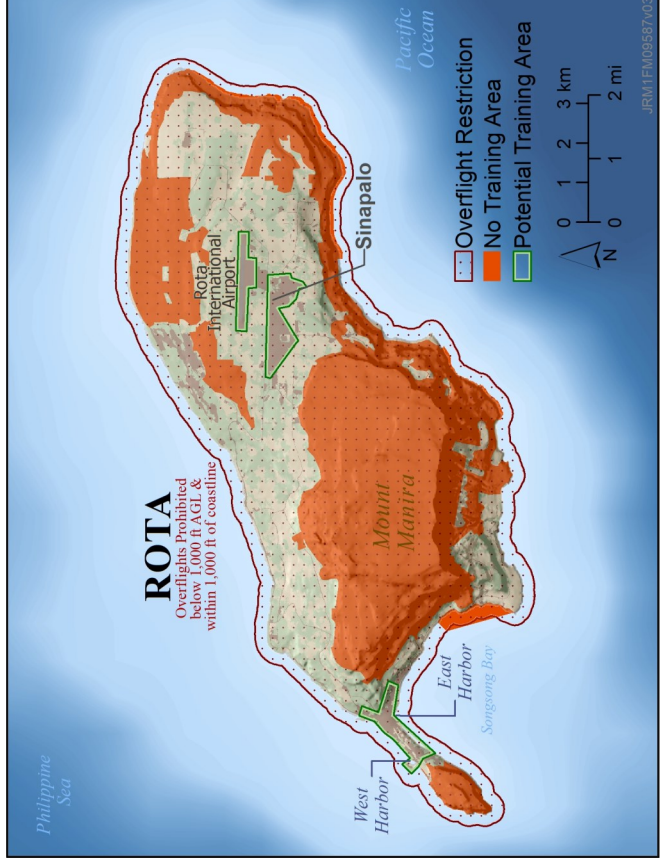 Pacific
Ocean
ROTA
Overflights Prohibited
below 1,000 ft AGL &
within 1,000 ft of coastline
Rota
International
Airport
Sinapalo
Mount
Manira
East
Harbor
Songsong Bay
West
Harbor
Philippine
Sea
Overflight Restriction
No Training Area
Potential Training Area
0 1 2 3 km
0 1 2 mi
N
JRM1FM09587v03